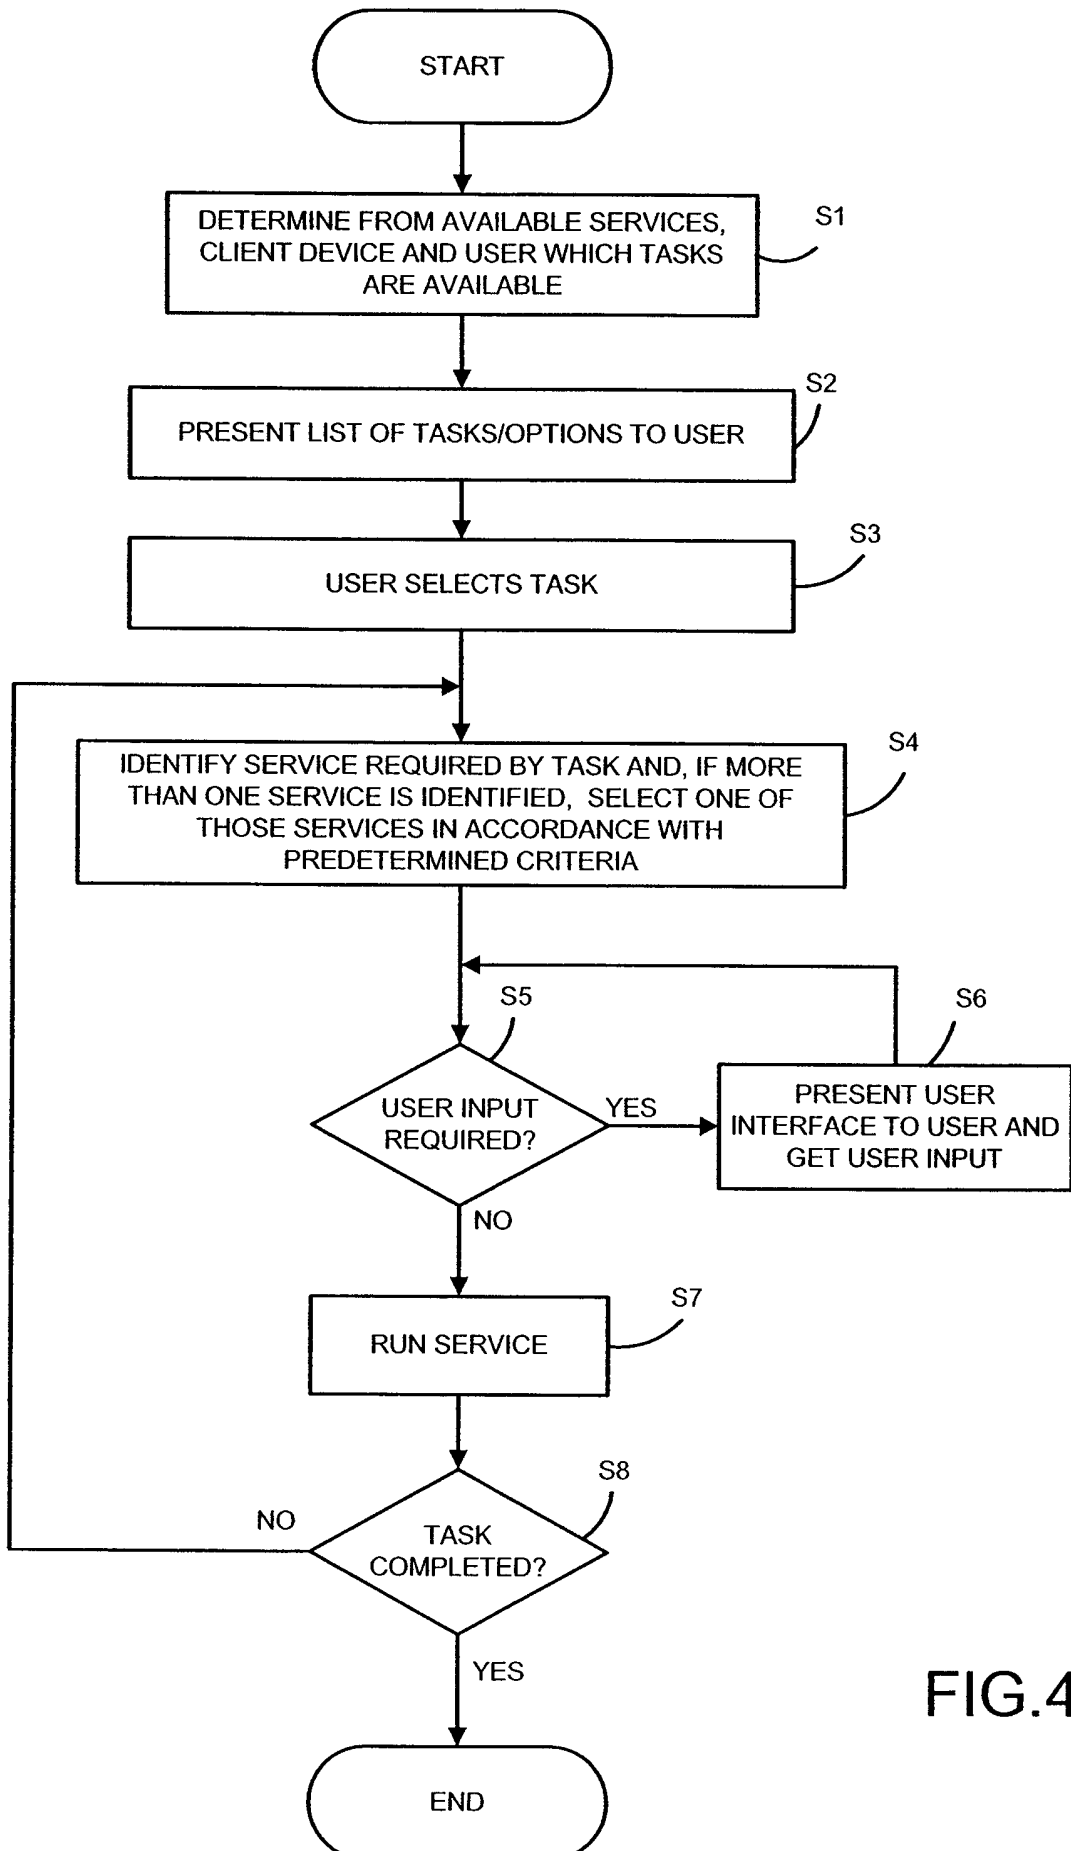 START
DETERMINE FROM AVAILABLE SERVICES,
CLIENT DEVICE AND USER WHICH TASKS
ARE AVAILABLE
S1
PRESENT LIST OF TASKS/OPTIONS TO USER
S2
USER SELECTS TASK
S3
IDENTIFY SERVICE REQUIRED BY TASK AND, IF MORE
THAN ONE SERVICE IS IDENTIFIED, SELECT ONE OF
THOSE SERVICES IN ACCORDANCE WITH
PREDETERMINED CRITERIA
S4
USER INPUT
REQUIRED?
S5
YES
PRESENT USER
INTERFACE TO USER AND
GET USER INPUT
S6
NO
RUN SERVICE
S7
TASK
COMPLETED?
S8
NO
YES
END
FIG.4